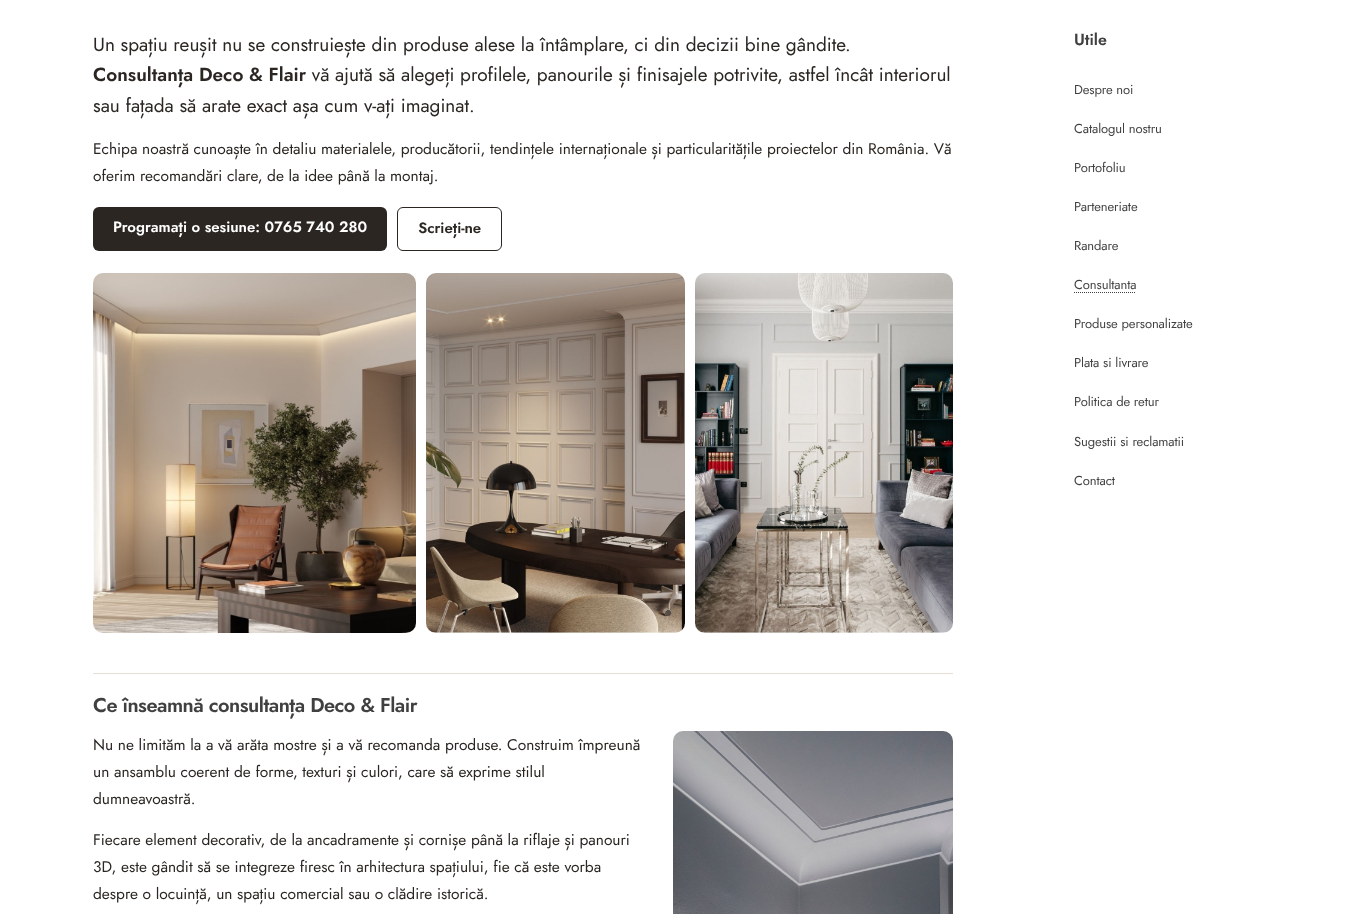 Un spațiu reușit nu se construiește din produse alese la întâmplare, ci din decizii bine gândite.
Consultanța Deco & Flair vă ajută să alegeți profilele, panourile și finisajele potrivite, astfel încât interiorul
sau fațada să arate exact așa cum v-ați imaginat.
Echipa noastră cunoaște în detaliu materialele, producătorii, tendințele internaționale și particularitățile proiectelor din România. Vă
oferim recomandări clare, de la idee până la montaj.
Programați o sesiune: 0765 740 280
Scrieți-ne
Ce înseamnă consultanța Deco & Flair
Nu ne limităm la a vă arăta mostre și a vă recomanda produse. Construim împreună
un ansamblu coerent de forme, texturi și culori, care să exprime stilul
dumneavoastră.
Fiecare element decorativ, de la ancadramente și cornișe până la riflaje și panouri
3D, este gândit să se integreze firesc în arhitectura spațiului, fie că este vorba
despre o locuință, un spațiu comercial sau o clădire istorică.
Utile
Despre noi
Catalogul nostru
Portofoliu
Parteneriate
Randare
Consultanta
Produse personalizate
Plata si livrare
Politica de retur
Sugestii si reclamatii
Contact